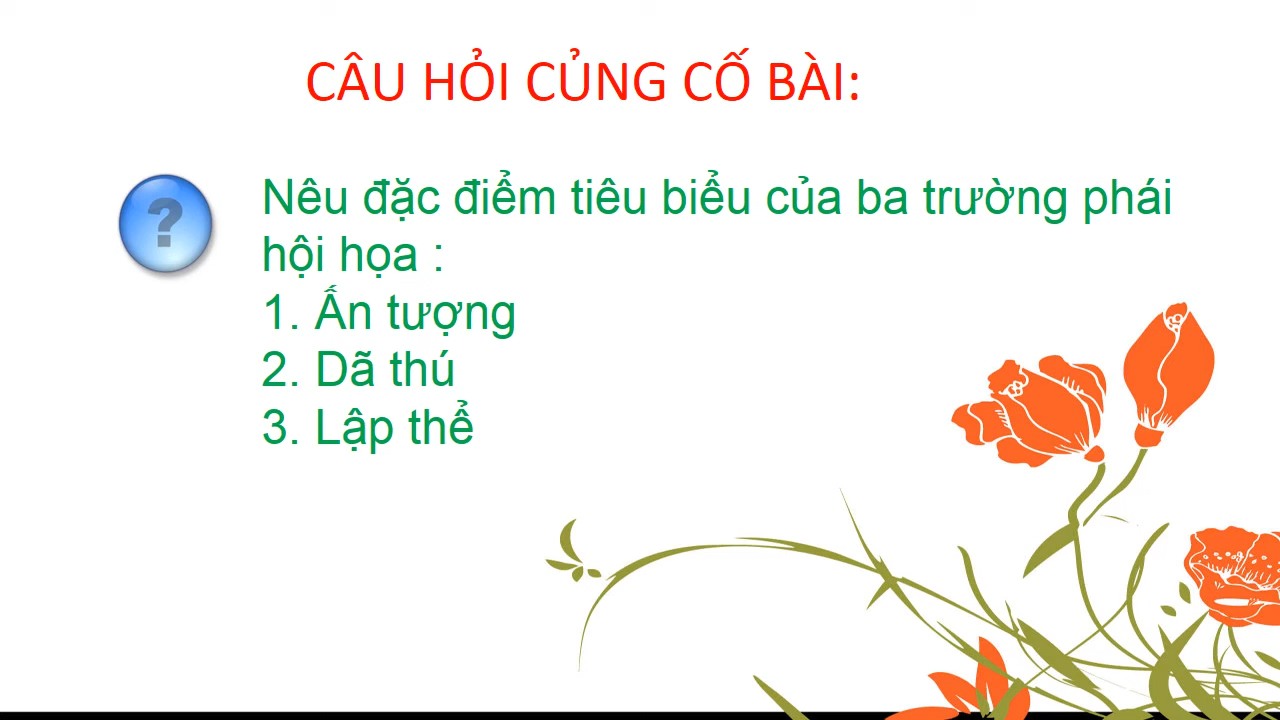 CÂU HỎI CỦNG CỐ BÀI:
?
Nêu đặc điểm tiêu biểu của ba trường phái
hội họa :
1. Ấn tượng
2. Dã thú
3. Lập thể